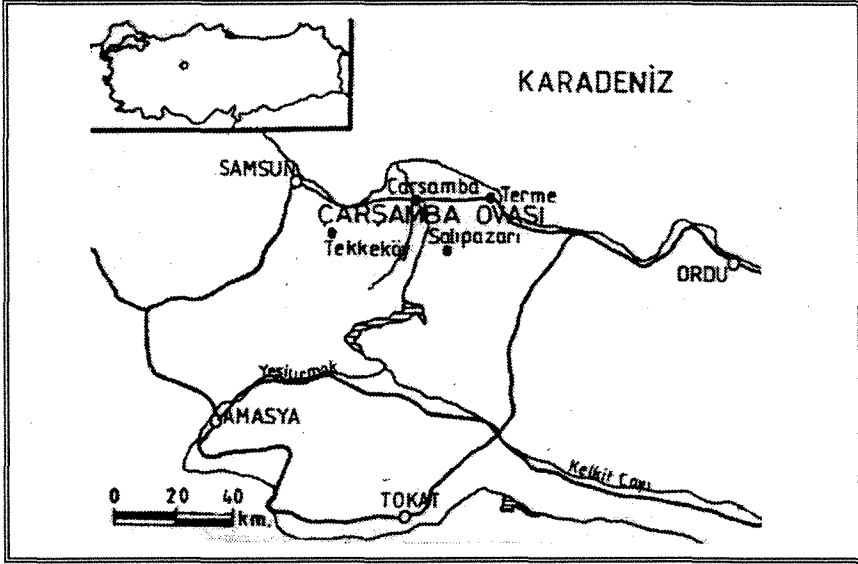 KARADENİZ
SAMSUN
Çarşamba
Terme
ÇARŞAMBA OVASI
Tekkeköy
Salıpazarı
ORDU
Yeşilırmak
AMASYA
Kelkit Çayı
TOKAT
0 20 40
km.